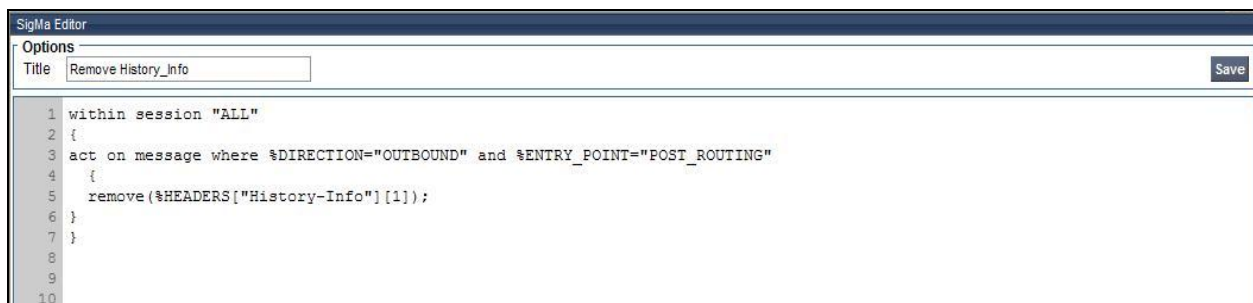 SigMa Editor
Options
Title Remove History_Info Save
1 within session "ALL"
2 {
3 act on message where %DIRECTION="OUTBOUND" and %ENTRY_POINT="POST_ROUTING"
4 {
5 remove(%HEADERS["History-Info"][1]);
6 }
7 }
8
9
10